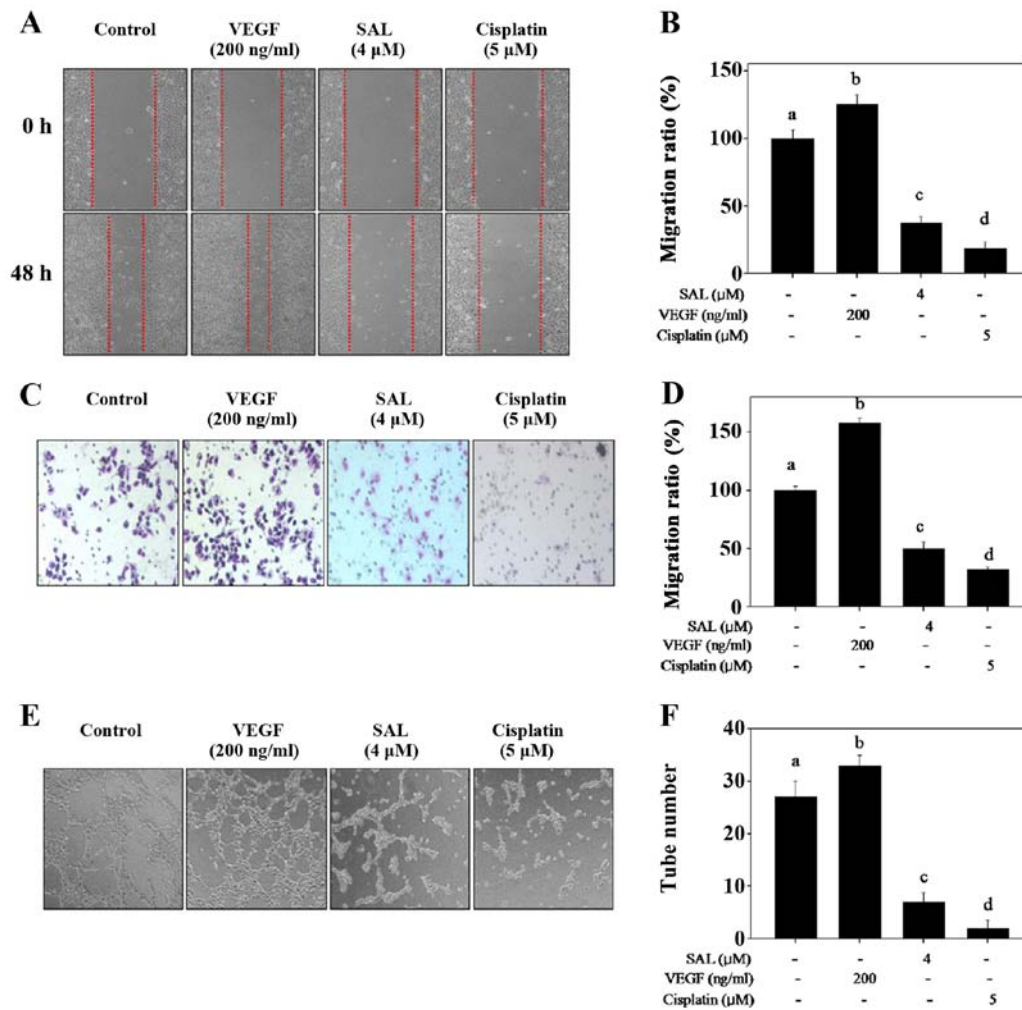 A
Control
VEGF
(200 ng/ml)
SAL
(4 μM)
Cisplatin
(5 μM)
0 h
48 h
B
Migration ratio (%)
150
100
50
0
a
b
c
d
SAL (μM) - - 4 -
VEGF (ng/ml) - 200 - -
Cisplatin (μM) - - - 5
C
Control
VEGF
(200 ng/ml)
SAL
(4 μM)
Cisplatin
(5 μM)
D
Migration ratio (%)
150
100
50
0
a
b
c
d
SAL (μM) - - 4 -
VEGF (ng/ml) - 200 - -
Cisplatin (μM) - - - 5
E
Control
VEGF
(200 ng/ml)
SAL
(4 μM)
Cisplatin
(5 μM)
F
Tube number
40
30
20
10
0
a
b
c
d
SAL (μM) - - 4 -
VEGF (ng/ml) - 200 - -
Cisplatin (μM) - - - 5